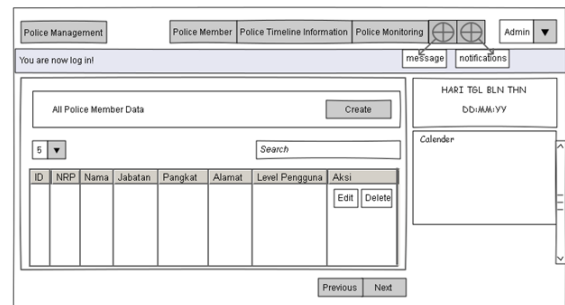 Police Management Police Member Police Timeline Information Police Monitoring Admin
You are now log in! message notifications
HARI TGL BLN THN
DD:MM:YY
All Police Member Data Create
Calender
5 Search
ID NRP Nama Jabatan Pangkat Alamat Level Pengguna Aksi
Edit Delete
Previous Next